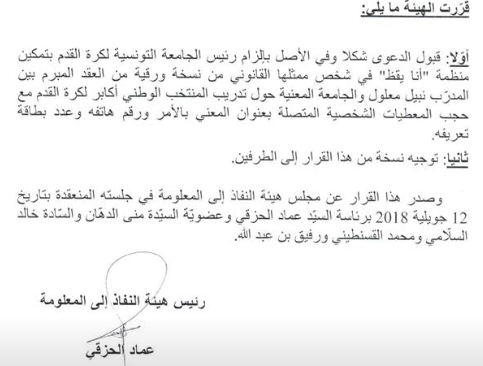 قرّرت الهيئة ما يلي:
أوّلا: قبول الدعوى شكلا وفي الأصل بإلزام رئيس الجامعة التونسية لكرة القدم بتمكين
منظمة "أنا يقظ" في شخص ممثلها القانوني من نسخة ورقية من العقد المبرم بين
المدرّب نبيل معلول والجامعة المعنية حول تدريب المنتخب الوطني أكابر لكرة القدم مع
حجب المعطيات الشخصية المتصلة بعنوان المعني بالأمر ورقم هاتفه وعدد بطاقة
تعريفه.
ثانيا: توجيه نسخة من هذا القرار إلى الطرفين.
وصدر هذا القرار عن مجلس هيئة النفاذ إلى المعلومة في جلسته المنعقدة بتاريخ
12 جويلية 2018 برئاسة السيّد عماد الحزقي وعضويّة السيّدة منى الدهّان والسّادة خالد
السلّامي ومحمد القسنطيني ورفيق بن عبد الله.
رئيس هيئة النفاذ إلى المعلومة
عماد الحزقي